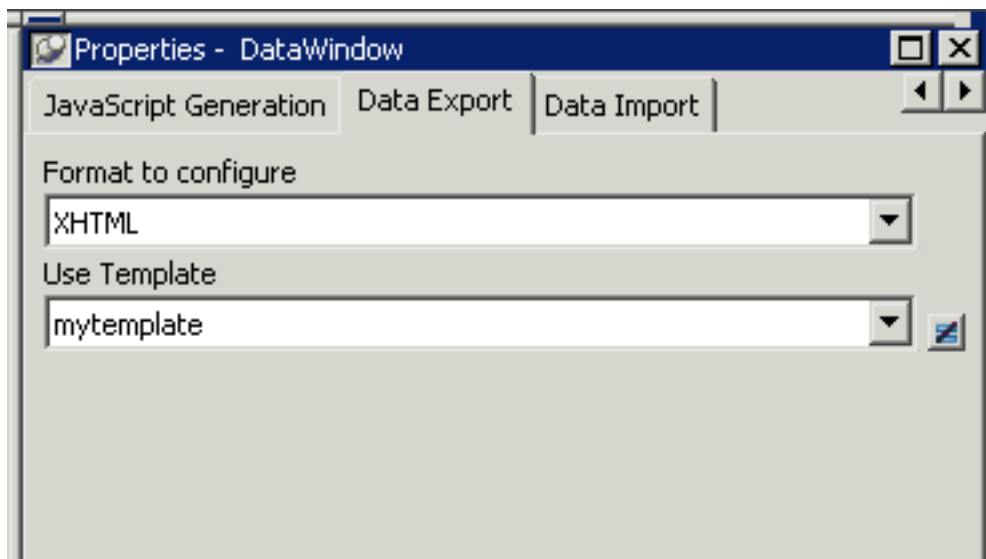 Properties - DataWindow
JavaScript Generation Data Export Data Import
Format to configure
XHTML
Use Template
mytemplate